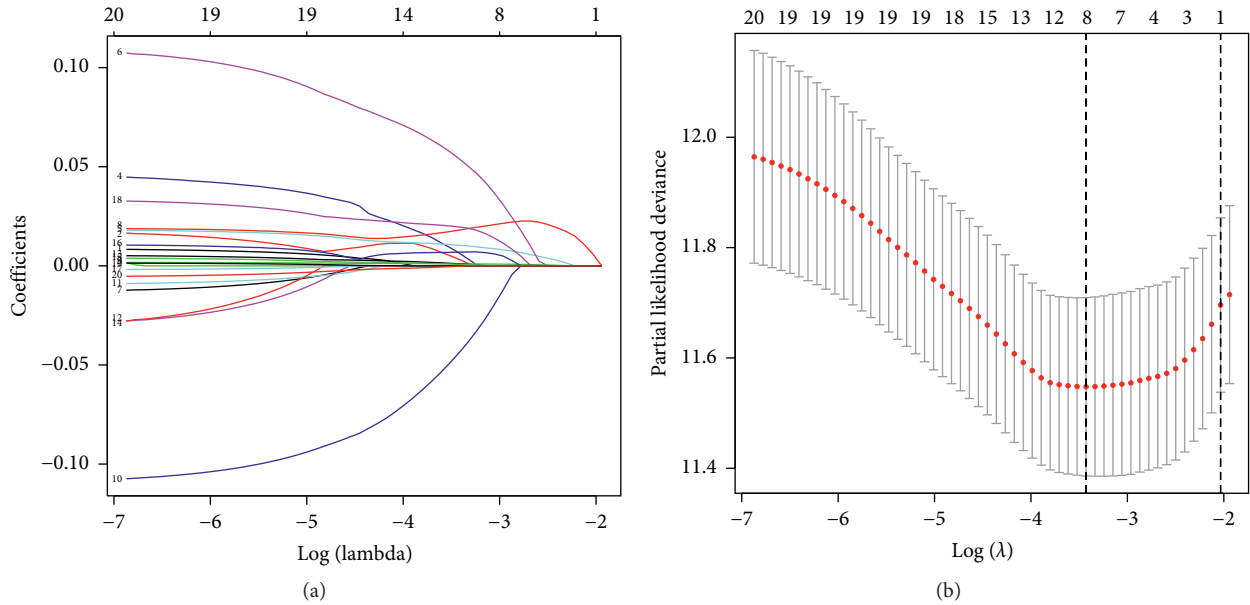 20 19 19 14 8 1
0.10
0.05
0.00
−0.05
−0.10
Coefficients
6
4
18
2
16
20
11
7
12
14
10
−7 −6 −5 −4 −3 −2
Log (lambda)
(a)
20 19 19 19 19 19 18 15 13 12 8 7 4 3 1
12.0
11.8
11.6
11.4
Partial likelihood deviance
−7 −6 −5 −4 −3 −2
Log (λ)
(b)